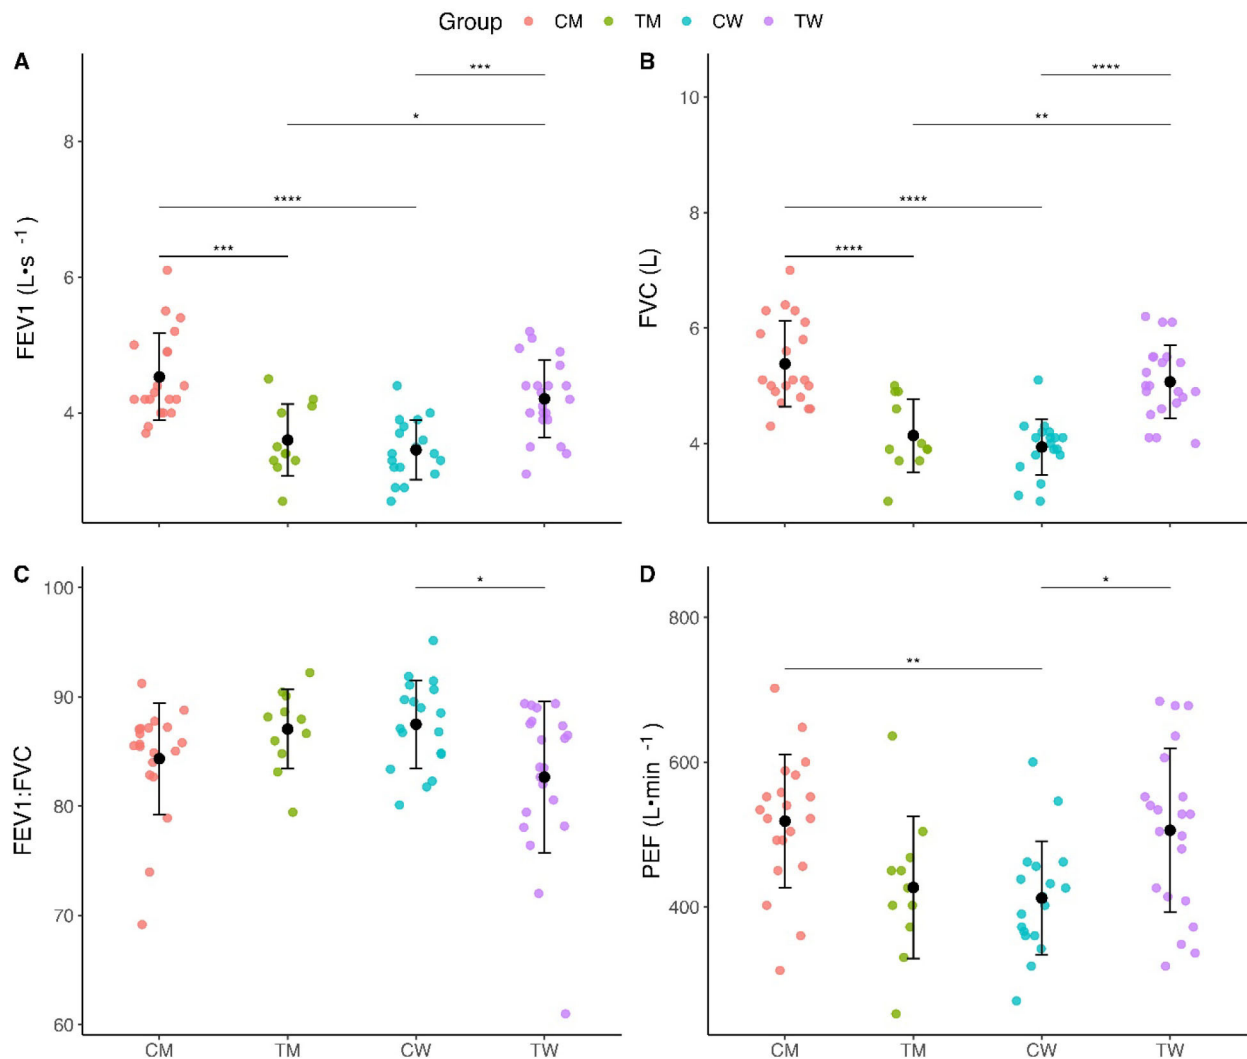 Group CM TM CW TW
A
***
*
****
***
8
6
4
FEV1 (L•s -1 )
B
****
**
****
****
10
8
6
4
FVC (L)
C
*
100
90
80
70
60
FEV1:FVC
CM TM CW TW
D
*
**
800
600
400
PEF (L•min -1 )
CM TM CW TW